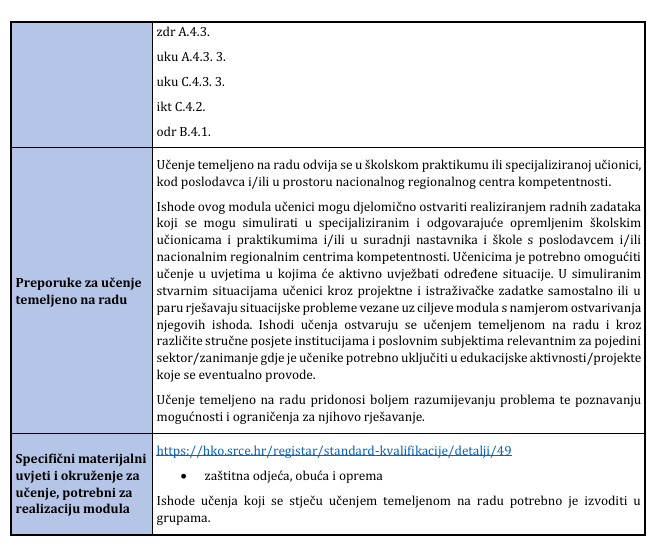 zdr A.4.3.
uku A.4.3. 3.
uku C.4.3. 3.
ikt C.4.2.
odr B.4.1.
Preporuke za učenje
temeljeno na radu
Učenje temeljeno na radu odvija se u školskom praktikumu ili specijaliziranoj učionici,
kod poslodavca i/ili u prostoru nacionalnog regionalnog centra kompetentnosti.
Ishode ovog modula učenici mogu djelomično ostvariti realiziranjem radnih zadataka
koji se mogu simulirati u specijaliziranim i odgovarajuće opremljenim školskim
učionicama i praktikumima i/ili u suradnji nastavnika i škole s poslodavcem i/ili
nacionalnim regionalnim centrima kompetentnosti. Učenicima je potrebno omogućiti
učenje u uvjetima u kojima će aktivno uvježbati određene situacije. U simuliranim
stvarnim situacijama učenici kroz projektne i istraživačke zadatke samostalno ili u
paru rješavaju situacijske probleme vezane uz ciljeve modula s namjerom ostvarivanja
njegovih ishoda. Ishodi učenja ostvaruju se učenjem temeljenom na radu i kroz
različite stručne posjete institucijama i poslovnim subjektima relevantnim za pojedini
sektor/zanimanje gdje je učenike potrebno uključiti u edukacijske aktivnosti/projekte
koje se eventualno provode.
Učenje temeljeno na radu pridonosi boljem razumijevanju problema te poznavanju
mogućnosti i ograničenja za njihovo rješavanje.
Specifični materijalni
uvjeti i okruženje za
učenje, potrebni za
realizaciju modula
https://hko.srce.hr/registar/standard-kvalifikacije/detalji/49
• zaštitna odjeća, obuća i oprema
Ishode učenja koji se stječu učenjem temeljenom na radu potrebno je izvoditi u
grupama.